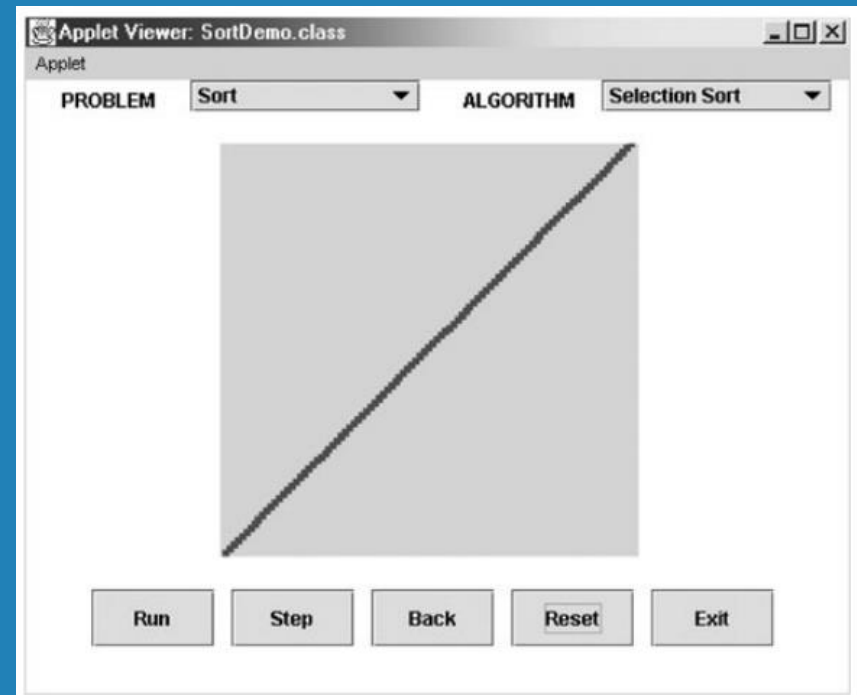 Applet Viewer: SortDemo.class
Applet
PROBLEM Sort ALGORITHM Selection Sort
Run Step Back Reset Exit